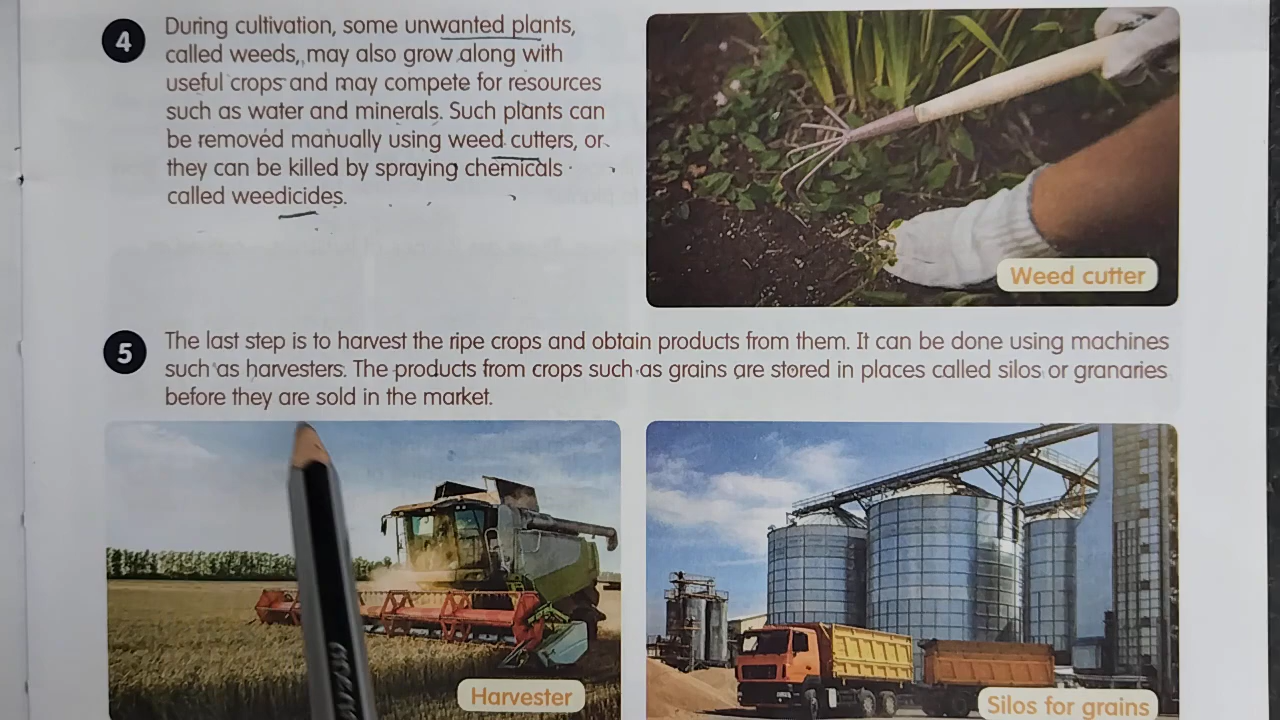 4
During cultivation, some unwanted plants,
called weeds, may also grow along with
useful crops and may compete for resources
such as water and minerals. Such plants can
be removed manually using weed cutters, or
they can be killed by spraying chemicals
called weedicides.
Weed cutter
5
The last step is to harvest the ripe crops and obtain products from them. It can be done using machines
such as harvesters. The products from crops such as grains are stored in places called silos or granaries
before they are sold in the market.
Harvester
Silos for grains